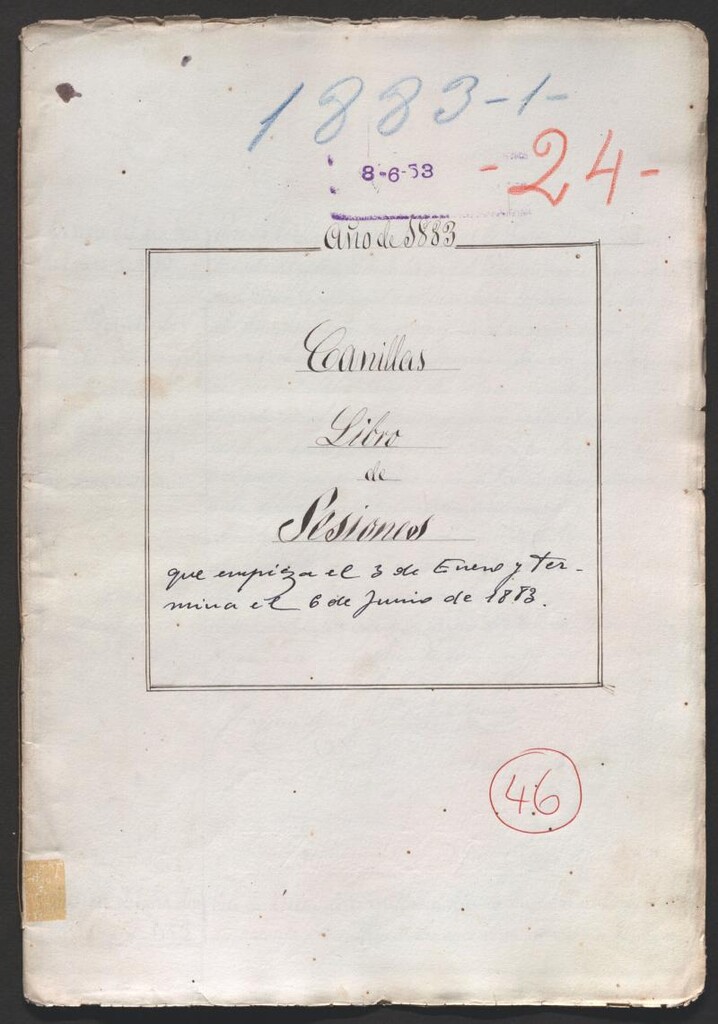 1883-1-
8-6-53
-24-
Año de 1883
Canillas
Libro
de
Sesiones
que empieza el 3 de Enero y ter-
mina el 6 de Junio de 1883.
46